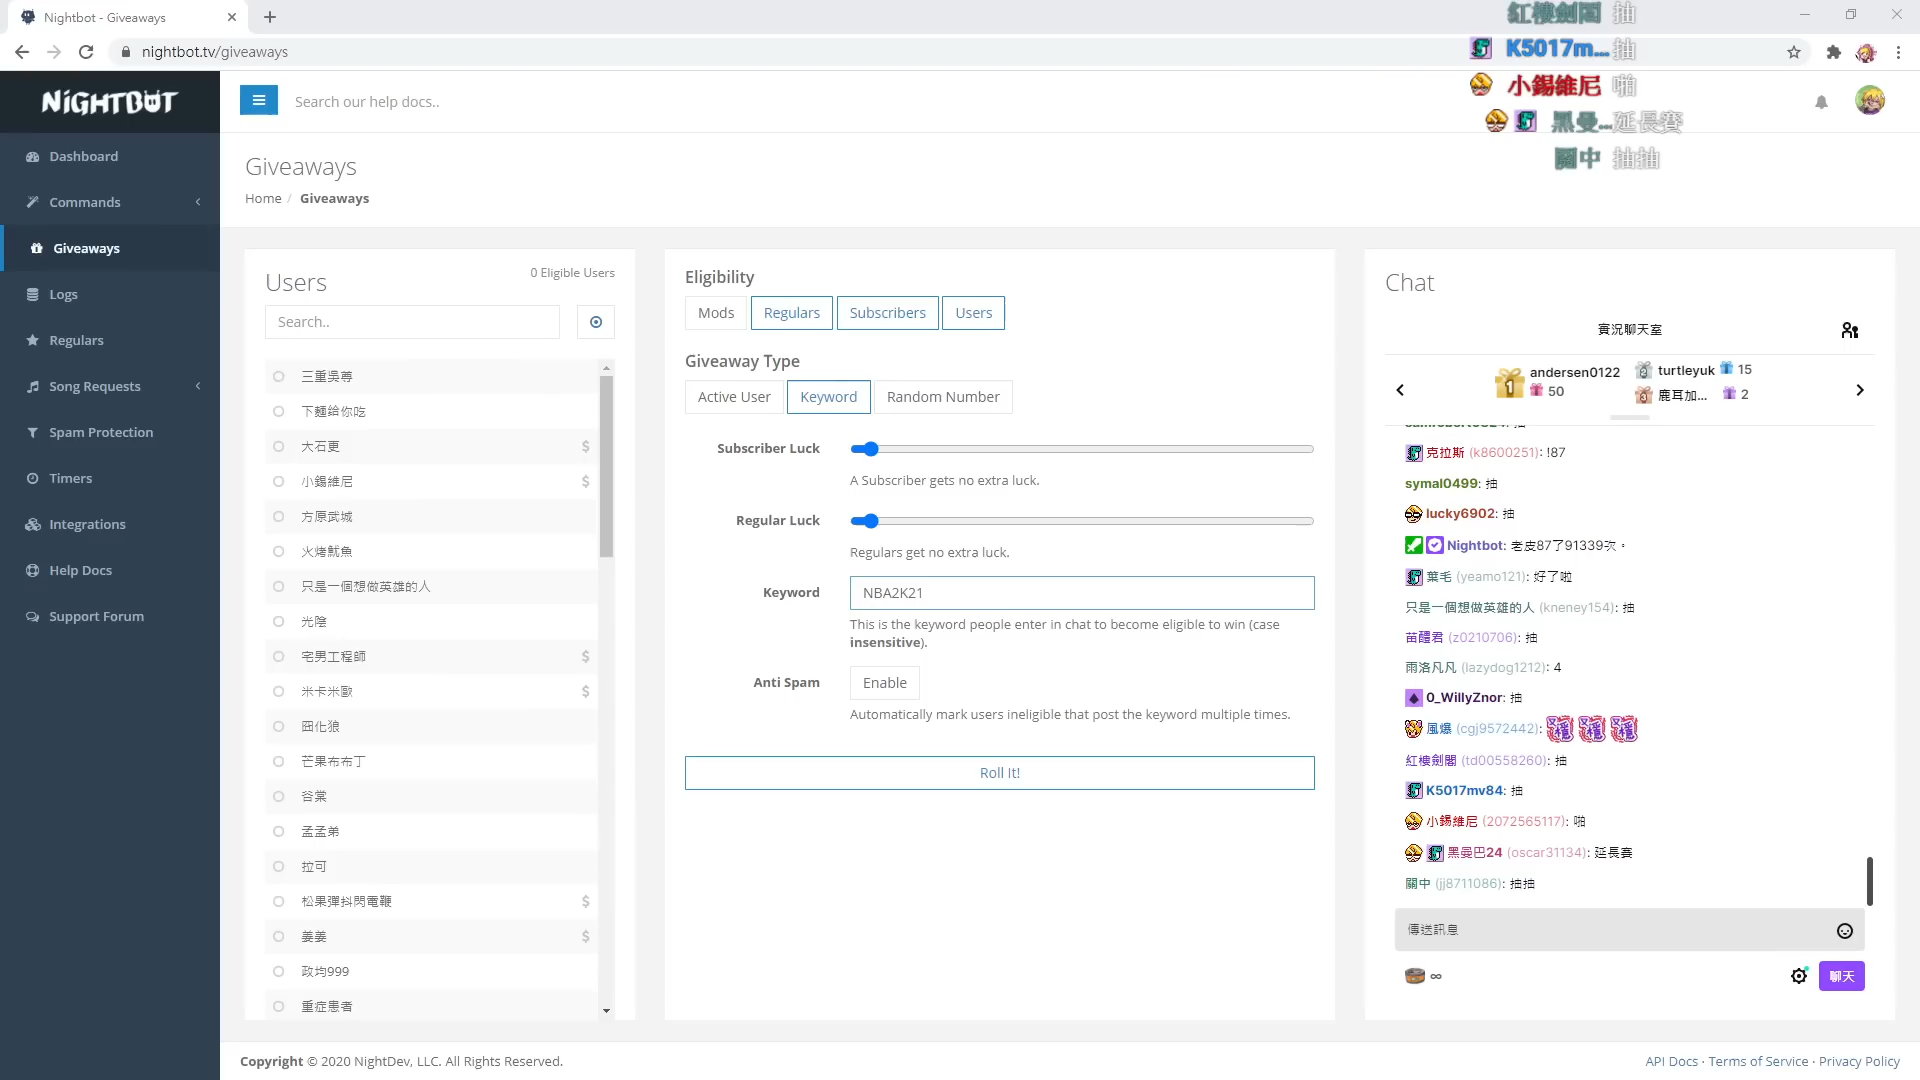 Nightbot - Giveaways
紅樓劍閣 抽
nightbot.tv/giveaways
K5017m... 抽
小錫維尼 啪
黑曼...延長賽
關中 抽抽
NIGHTBOT
Search our help docs..
Dashboard
Commands
Giveaways
Logs
Regulars
Song Requests
Spam Protection
Timers
Integrations
Help Docs
Support Forum
Giveaways
Home / Giveaways
Users
0 Eligible Users
Search..
三重吳尊
下麵給你吃
大石更
$
小錫維尼
$
方原武城
火烤魷魚
只是一個想做英雄的人
光陰
宅男工程師
$
米卡米歐
$
囧化狼
芒果布布丁
谷棠
孟孟弟
拉可
松果彈抖閃電鞭
$
姜姜
$
政均999
重症患者
Eligibility
Mods
Regulars
Subscribers
Users
Giveaway Type
Active User
Keyword
Random Number
Subscriber Luck
A Subscriber gets no extra luck.
Regular Luck
Regulars get no extra luck.
Keyword
NBA2K21
This is the keyword people enter in chat to become eligible to win (case
insensitive).
Anti Spam
Enable
Automatically mark users ineligible that post the keyword multiple times.
Roll It!
Chat
實況聊天室
1
andersen0122
50
2
turtleyuk
15
3
鹿耳加...
2
克拉斯 (k8600251): !87
symal0499: 抽
lucky6902: 抽
Nightbot: 老皮87了91339次。
葉毛 (yeamo121): 好了啦
只是一個想做英雄的人 (kneney154): 抽
苗醴君 (z0210706): 抽
雨洛凡凡 (lazydog1212): 4
0_WillyZnor: 抽
風爆 (cgj9572442):
紅樓劍閣 (td00558260): 抽
K5017mv84: 抽
小錫維尼 (2072565117): 啪
黑曼巴24 (oscar31134): 延長賽
關中 (jj8711086): 抽抽
傳送訊息
∞
聊天
Copyright © 2020 NightDev, LLC. All Rights Reserved.
API Docs · Terms of Service · Privacy Policy